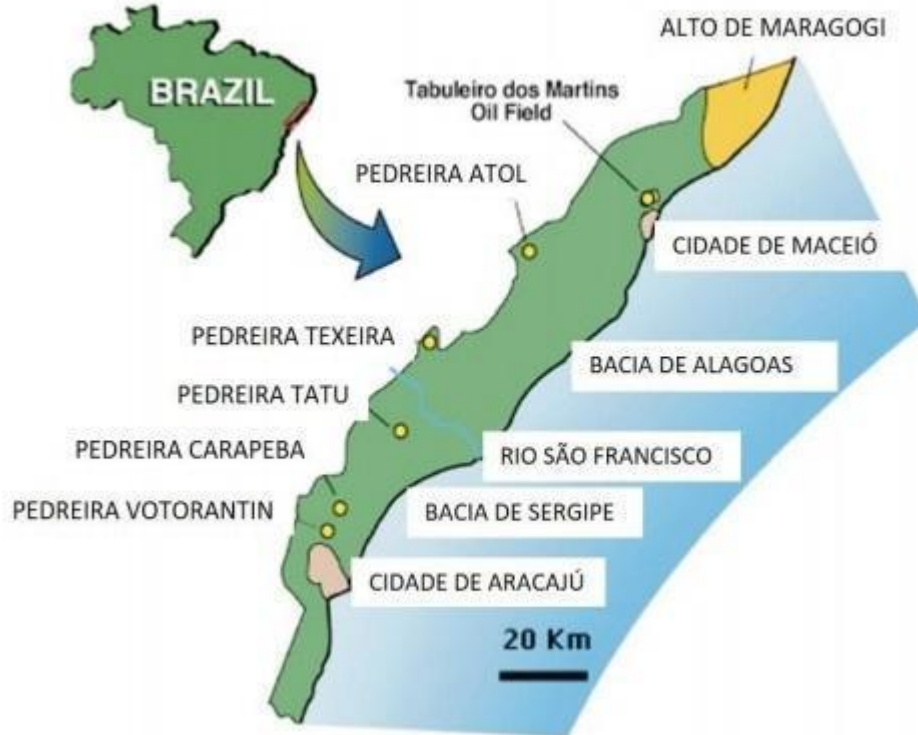 ALTO DE MARAGOGI
BRAZIL
Tabuleiro dos Martins
Oil Field
PEDREIRA ATOL
CIDADE DE MACEIÓ
PEDREIRA TEXEIRA
BACIA DE ALAGOAS
PEDREIRA TATU
PEDREIRA CARAPEBA
RIO SÃO FRANCISCO
PEDREIRA VOTORANTIN
BACIA DE SERGIPE
CIDADE DE ARACAJÚ
20 Km